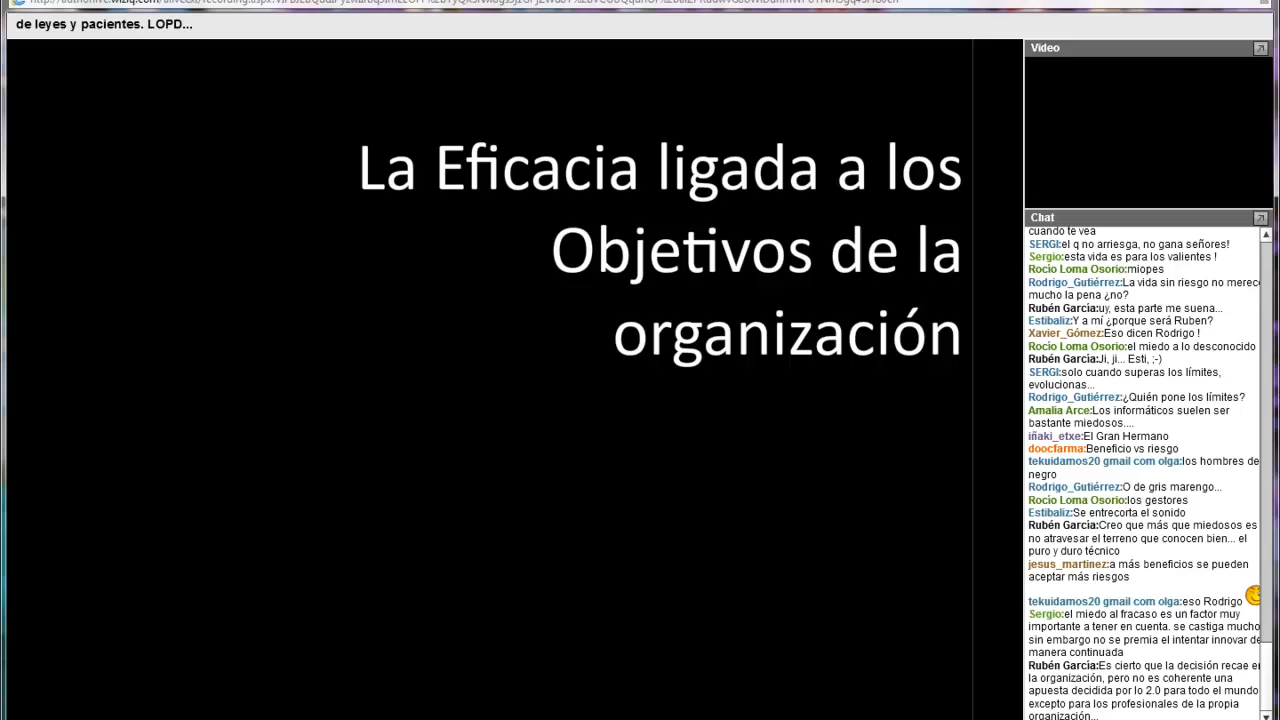 de leyes y pacientes. LOPD...
La Eficacia ligada a los
Objetivos de la
organización
Video
Chat
cuando te vea
SERGI:el q no arriesga, no gana señores!
Sergio:esta vida es para los valientes !
Rocío Loma Osorio:miopes
Rodrigo_Gutiérrez:La vida sin riesgo no merece
mucho la pena ¿no?
Rubén García:uy, esta parte me suena...
Estibaliz:Y a mí ¿porque será Ruben?
Xavier_Gómez:Eso dicen Rodrigo !
Rocío Loma Osorio:el miedo a lo desconocido
Rubén García:Ji, ji... Esti, ;-)
SERGI:solo cuando superas los límites,
evolucionas...
Rodrigo_Gutiérrez:¿Quién pone los límites?
Amalia Arce:Los informáticos suelen ser
bastante miedosos....
iñaki_etxe:El Gran Hermano
doocfarma:Beneficio vs riesgo
tekuidamos20 gmail com olga:los hombres de
negro
Rodrigo_Gutiérrez:O de gris marengo...
Rocío Loma Osorio:los gestores
Estibaliz:Se entrecorta el sonido
Rubén García:Creo que más que miedosos es
no atravesar el terreno que conocen bien... el
puro y duro técnico
jesus_martinez:a más beneficios se pueden
aceptar más riesgos
tekuidamos20 gmail com olga:eso Rodrigo
Sergio:el miedo al fracaso es un factor muy
importante a tener en cuenta. se castiga mucho
sin embargo no se premia el intentar innovar de
manera continuada
Rubén García:Es cierto que la decisión recae en
la organización, pero no es coherente una
apuesta decidida por lo 2.0 para todo el mundo
excepto para los profesionales de la propia
organización...